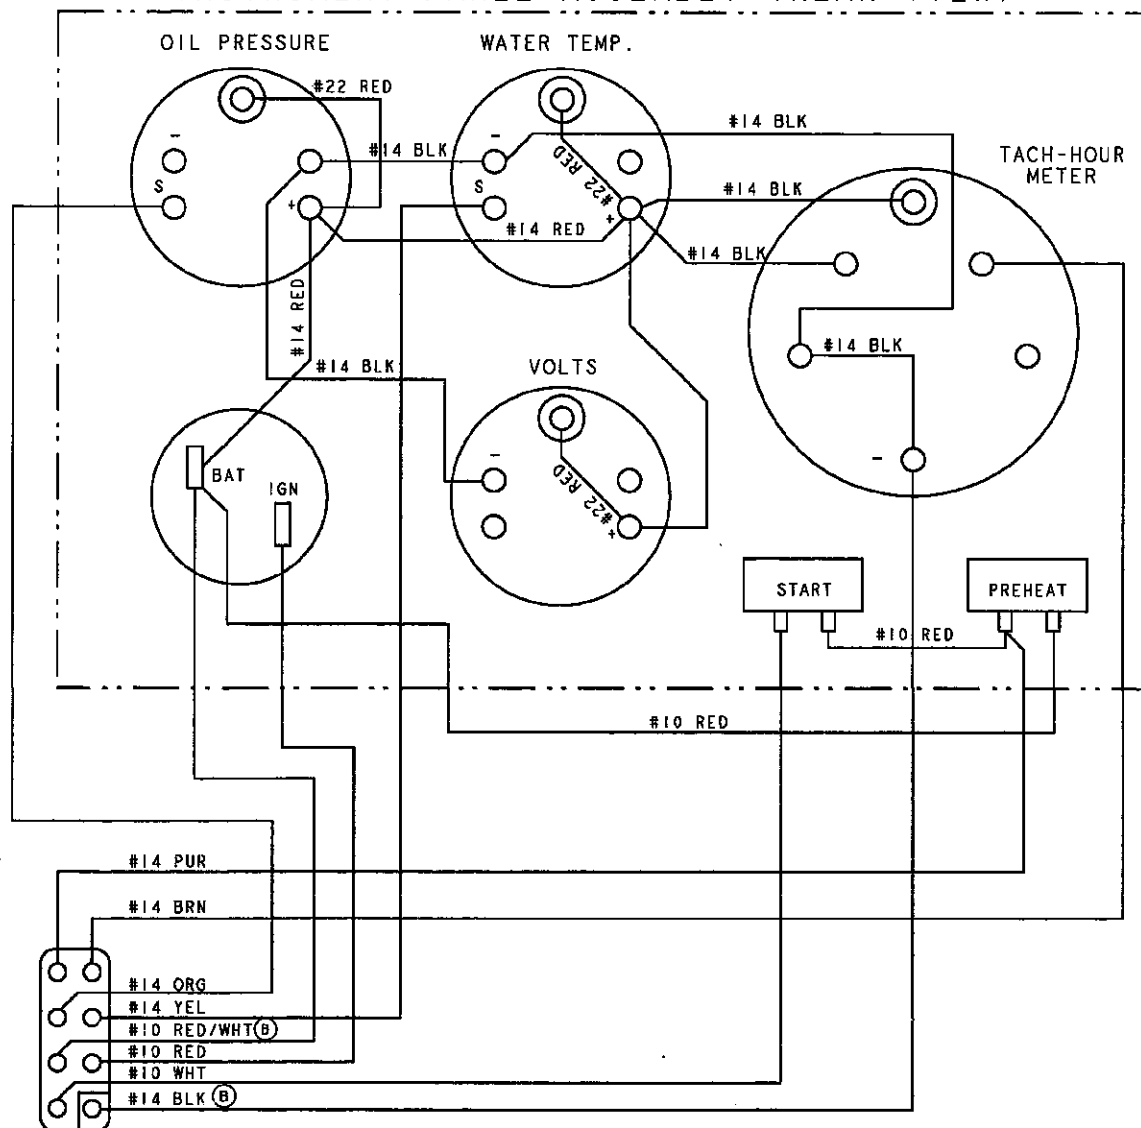 OIL PRESSURE
WATER TEMP.
#22 RED
#14 BLK
TACH-HOUR
METER
-
#14 BLK
-
#22 RED
S
S
#14 BLK
+
+
#14 RED
#14 BLK
#14 RED
#14 BLK
#14 BLK
VOLTS
BAT
IGN
-
#22 RED
+
-
START
PREHEAT
#10 RED
#10 RED
#14 PUR
#14 BRN
#14 ORG
#14 YEL
#10 RED/WHT B
#10 RED
#10 WHT
#14 BLK B